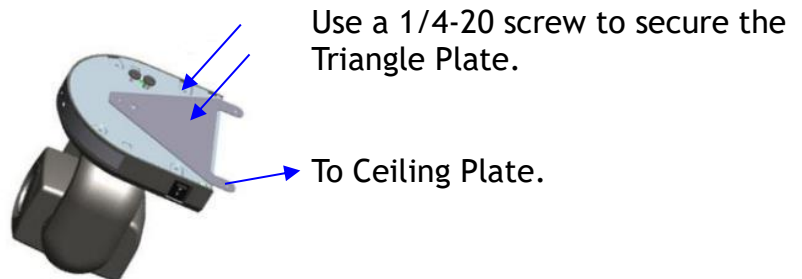 Use a 1/4-20 screw to secure the
Triangle Plate.
To Ceiling Plate.